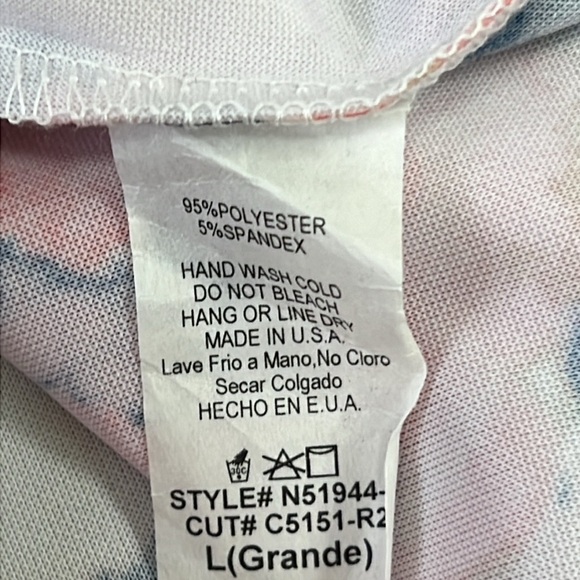 95%POLYESTER
5%SPANDEX
HAND WASH COLD
DO NOT BLEACH
HANG OR LINE DRY
MADE IN U.S.A.
Lave Frio a Mano,No Cloro
Secar Colgado
HECHO EN E.U.A.
STYLE# N51944-
CUT# C5151-R2
L(Grande)